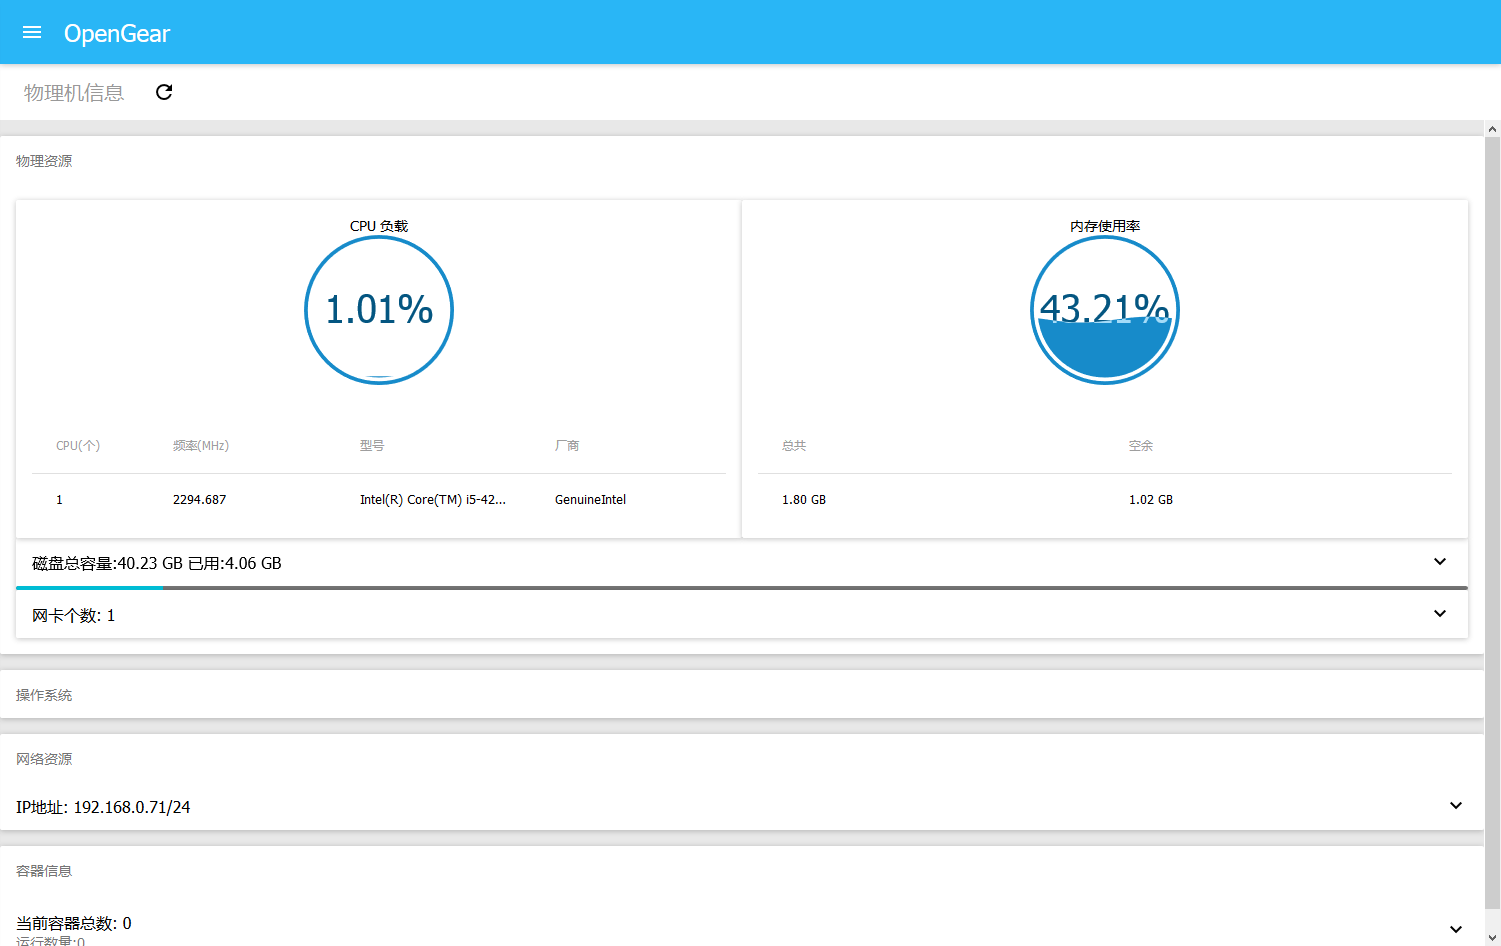 OpenGear
物理机信息
物理资源
CPU 负载
1.01%
CPU(个) 频率(MHz) 型号 厂商
1 2294.687 Intel(R) Core(TM) i5-42... GenuineIntel
内存使用率
43.21%
总共 空余
1.80 GB 1.02 GB
磁盘总容量:40.23 GB 已用:4.06 GB
网卡个数: 1
操作系统
网络资源
IP地址: 192.168.0.71/24
容器信息
当前容器总数: 0
运行数量:0